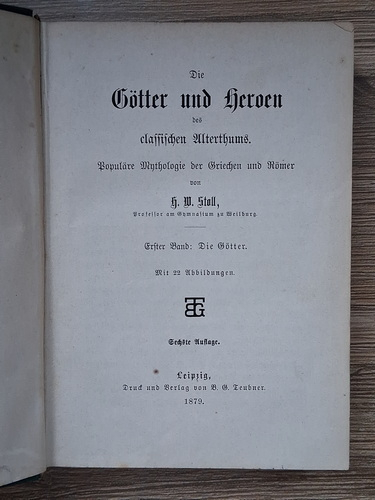 Die
Götter und Heroen
des
classischen Alterthums.
Populäre Mythologie der Griechen und Römer
von
H. W. Stoll,
Professor am Gymnasium zu Weilburg.
Erster Band: Die Götter.
Mit 22 Abbildungen.
BTG
Sechste Auflage.
Leipzig,
Druck und Verlag von B. G. Teubner.
1879.